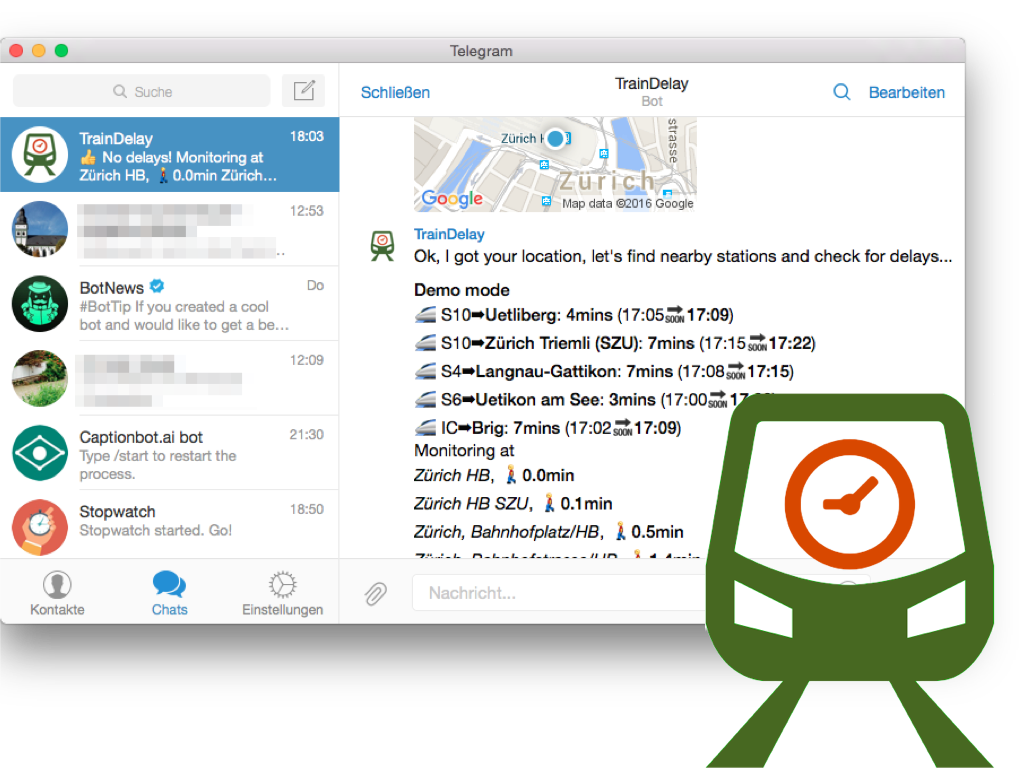 Telegram
Suche
TrainDelay
18:03
👍 No delays! Monitoring at
Zürich HB, 🚶 0.0min Zürich...
12:53
BotNews
Do
#BotTip If you created a cool
bot and would like to get a be...
12:09
Captionbot.ai bot
21:30
Type /start to restart the
process.
Stopwatch
18:50
Stopwatch started. Go!
Kontakte
Chats
Einstellungen
Schließen
TrainDelay
Bot
Bearbeiten
Zürich
strasse
Zürich
Google
Map data ©2016 Google
TrainDelay
Ok, I got your location, let's find nearby stations and check for delays...
Demo mode
🚄 S10➡Uetliberg: 4mins (17:05🔜17:09)
🚄 S10➡Zürich Triemli (SZU): 7mins (17:15🔜17:22)
🚄 S4➡Langnau-Gattikon: 7mins (17:08🔜17:15)
🚄 S6➡Uetikon am See: 3mins (17:00🔜
🚄 IC➡Brig: 7mins (17:02🔜17:09)
Monitoring at
Zürich HB, 🚶 0.0min
Zürich HB SZU, 🚶 0.1min
Zürich, Bahnhofplatz/HB, 🚶 0.5min
Zürich, Bahnhofstrasse/HB, 🚶 1.4min
Nachricht...